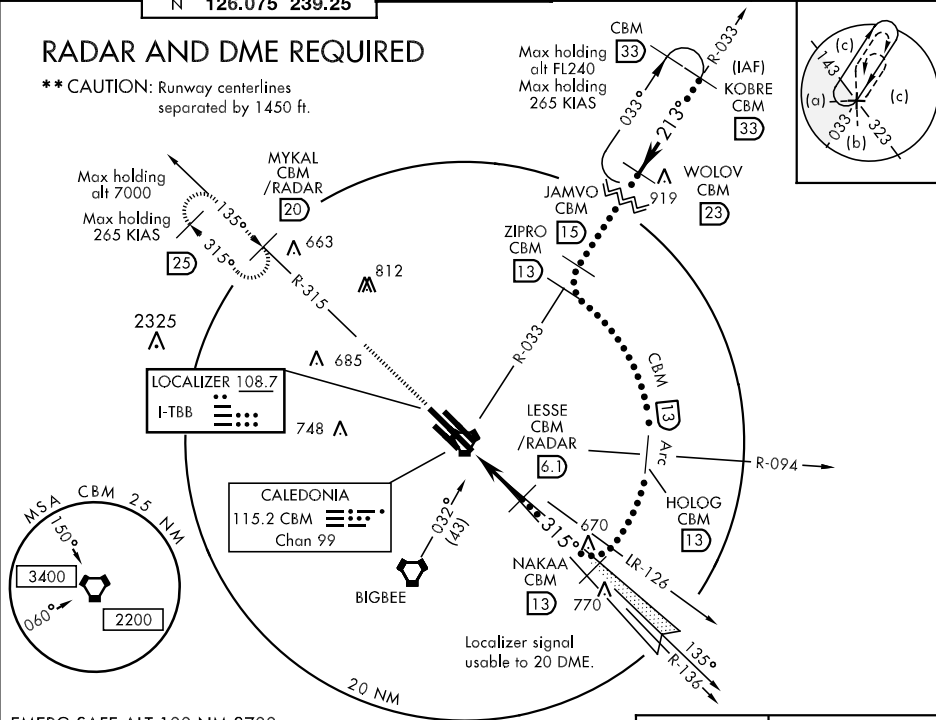 N 126.075 239.25
RADAR AND DME REQUIRED
** CAUTION: Runway centerlines
separated by 1450 ft.
CBM
33
Max holding
alt FL240
Max holding
265 KIAS
R-033
(IAF)
KOBRE
CBM
33
033°
213°
143
(c)
(a)
(c)
033
(b)
323
Max holding
alt 7000
Max holding
265 KIAS
25
135°
315°
MYKAL
CBM
/RADAR
20
663
R-315
812
JAMVO
CBM
15
ZIPRO
CBM
13
919
WOLOV
CBM
23
2325
685
R-033
CBM
13
Arc
LOCALIZER 108.7
I-TBB
748
LESSE
CBM
/RADAR
6.1
R-094
HOLOG
CBM
13
CALEDONIA
115.2 CBM
Chan 99
032°
(43)
BIGBEE
315°
670
NAKAA
CBM
13
770
LR-126
135°
R-136
Localizer signal
usable to 20 DME.
MSA CBM 25 NM
150°
3400
060°
2200
20 NM
EMERG SAFE ALT 100 NM 3700